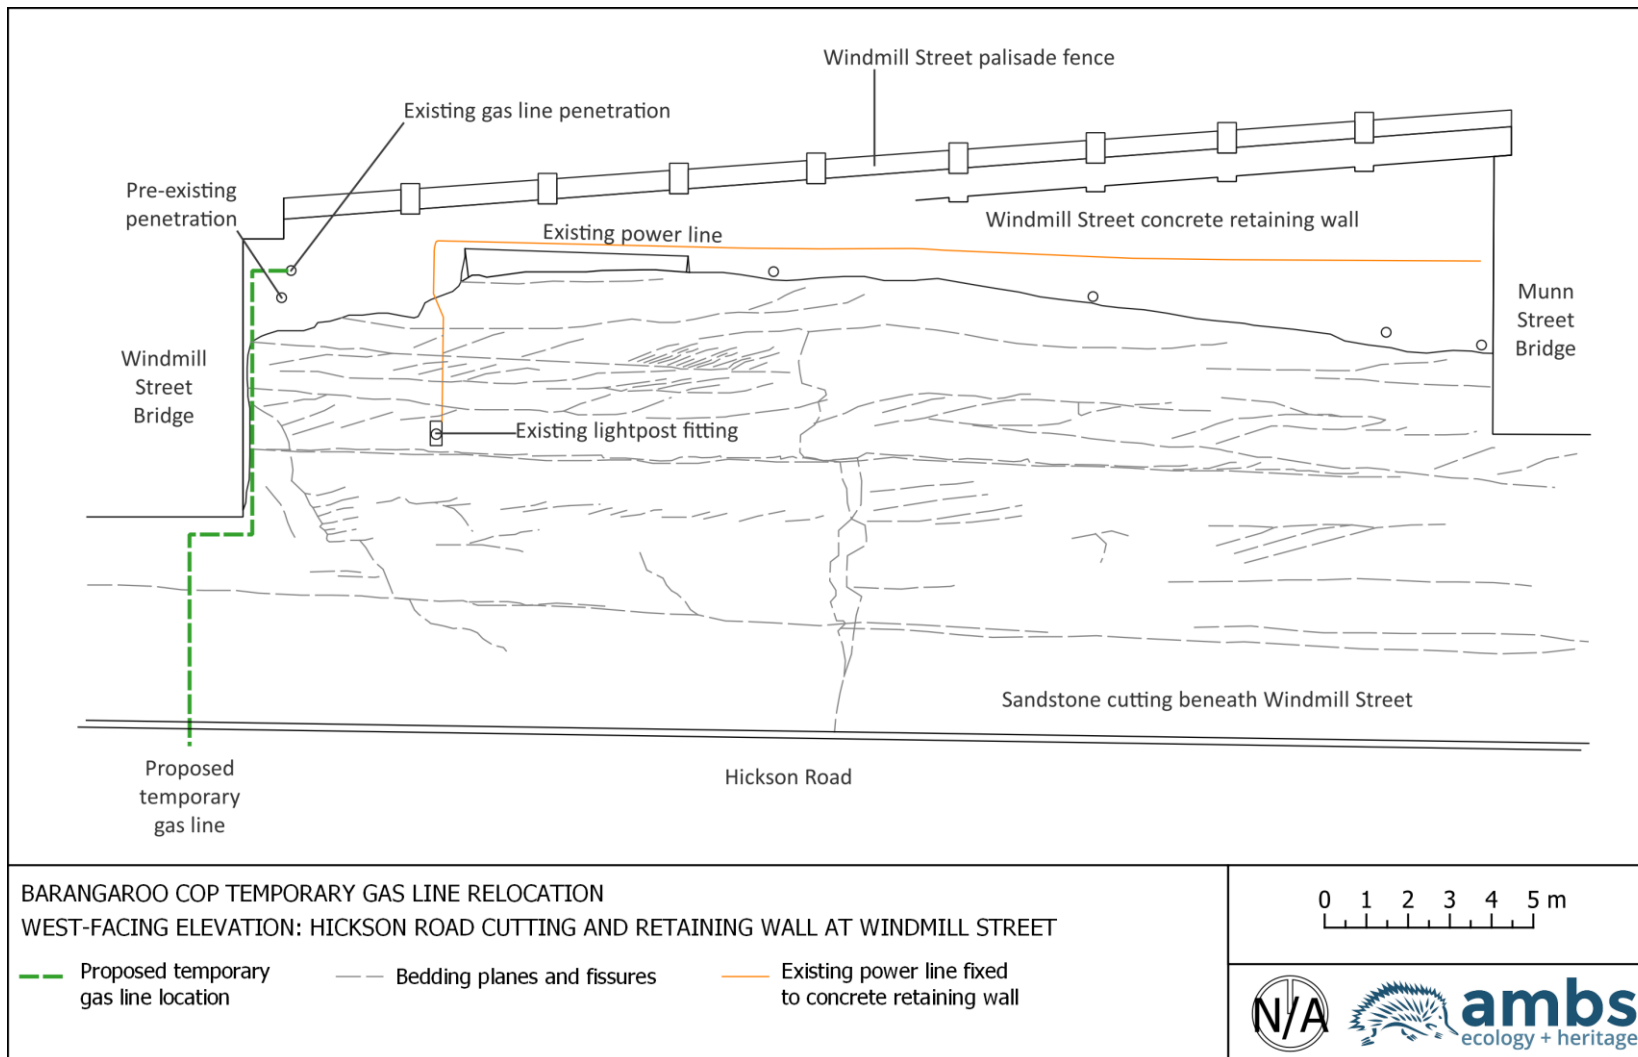 Windmill Street palisade fence
Existing gas line penetration
Pre-existing
penetration
Windmill Street concrete retaining wall
Existing power line
Munn
Street
Bridge
Windmill
Street
Bridge
Existing lightpost fitting
Sandstone cutting beneath Windmill Street
Proposed
temporary
gas line
Hickson Road
BARANGAROO COP TEMPORARY GAS LINE RELOCATION
WEST-FACING ELEVATION: HICKSON ROAD CUTTING AND RETAINING WALL AT WINDMILL STREET
Proposed temporary
gas line location
Bedding planes and fissures
Existing power line fixed
to concrete retaining wall
0 1 2 3 4 5 m
N/A
ambs
ecology + heritage